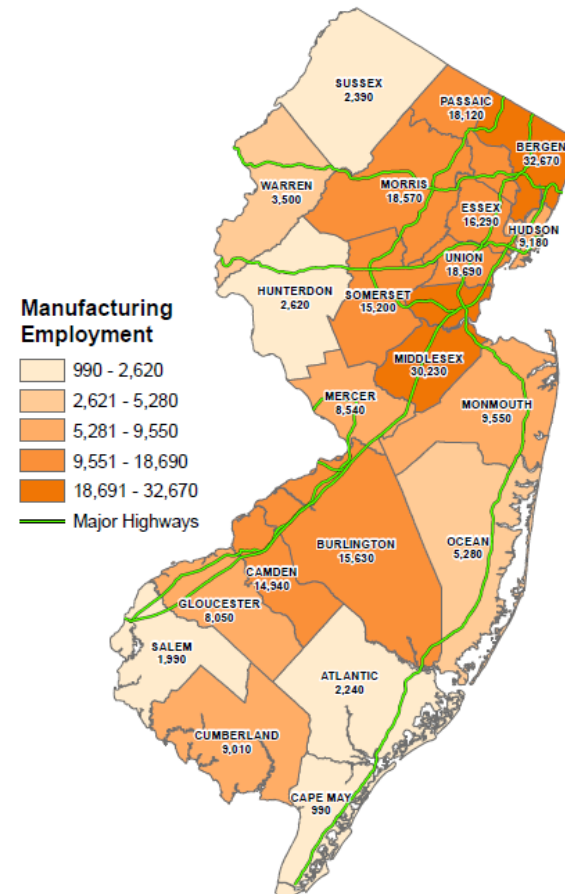 SUSSEX
2,390
PASSAIC
18,120
BERGEN
32,670
WARREN
3,500
MORRIS
18,570
ESSEX
16,290
HUDSON
9,180
UNION
18,690
HUNTERDON
2,620
SOMERSET
15,200
MIDDLESEX
30,230
MERCER
8,540
MONMOUTH
9,550
Manufacturing
Employment
990 - 2,620
2,621 - 5,280
5,281 - 9,550
9,551 - 18,690
18,691 - 32,670
Major Highways
BURLINGTON
15,630
OCEAN
5,280
CAMDEN
14,940
GLOUCESTER
8,050
SALEM
1,990
ATLANTIC
2,240
CUMBERLAND
9,010
CAPE MAY
990